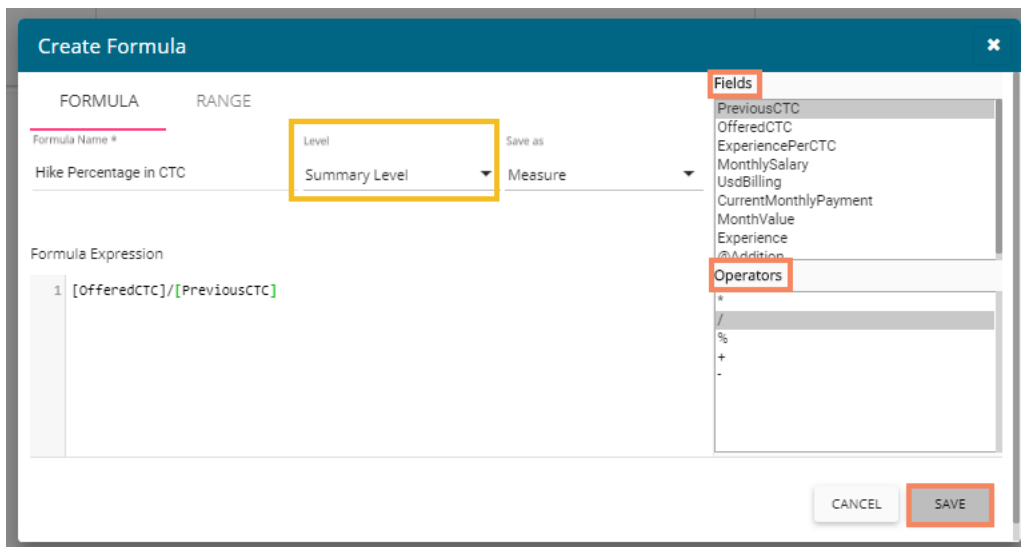 Create Formula
FORMULA RANGE
Formula Name *
Level
Save as
Hike Percentage in CTC
Summary Level
Measure
Formula Expression
1 [OfferedCTC]/[PreviousCTC]
Fields
PreviousCTC
OfferedCTC
ExperiencePerCTC
MonthlySalary
UsdBilling
CurrentMonthlyPayment
MonthValue
Experience
@Addition
Operators
*
/
%
+
-
CANCEL
SAVE